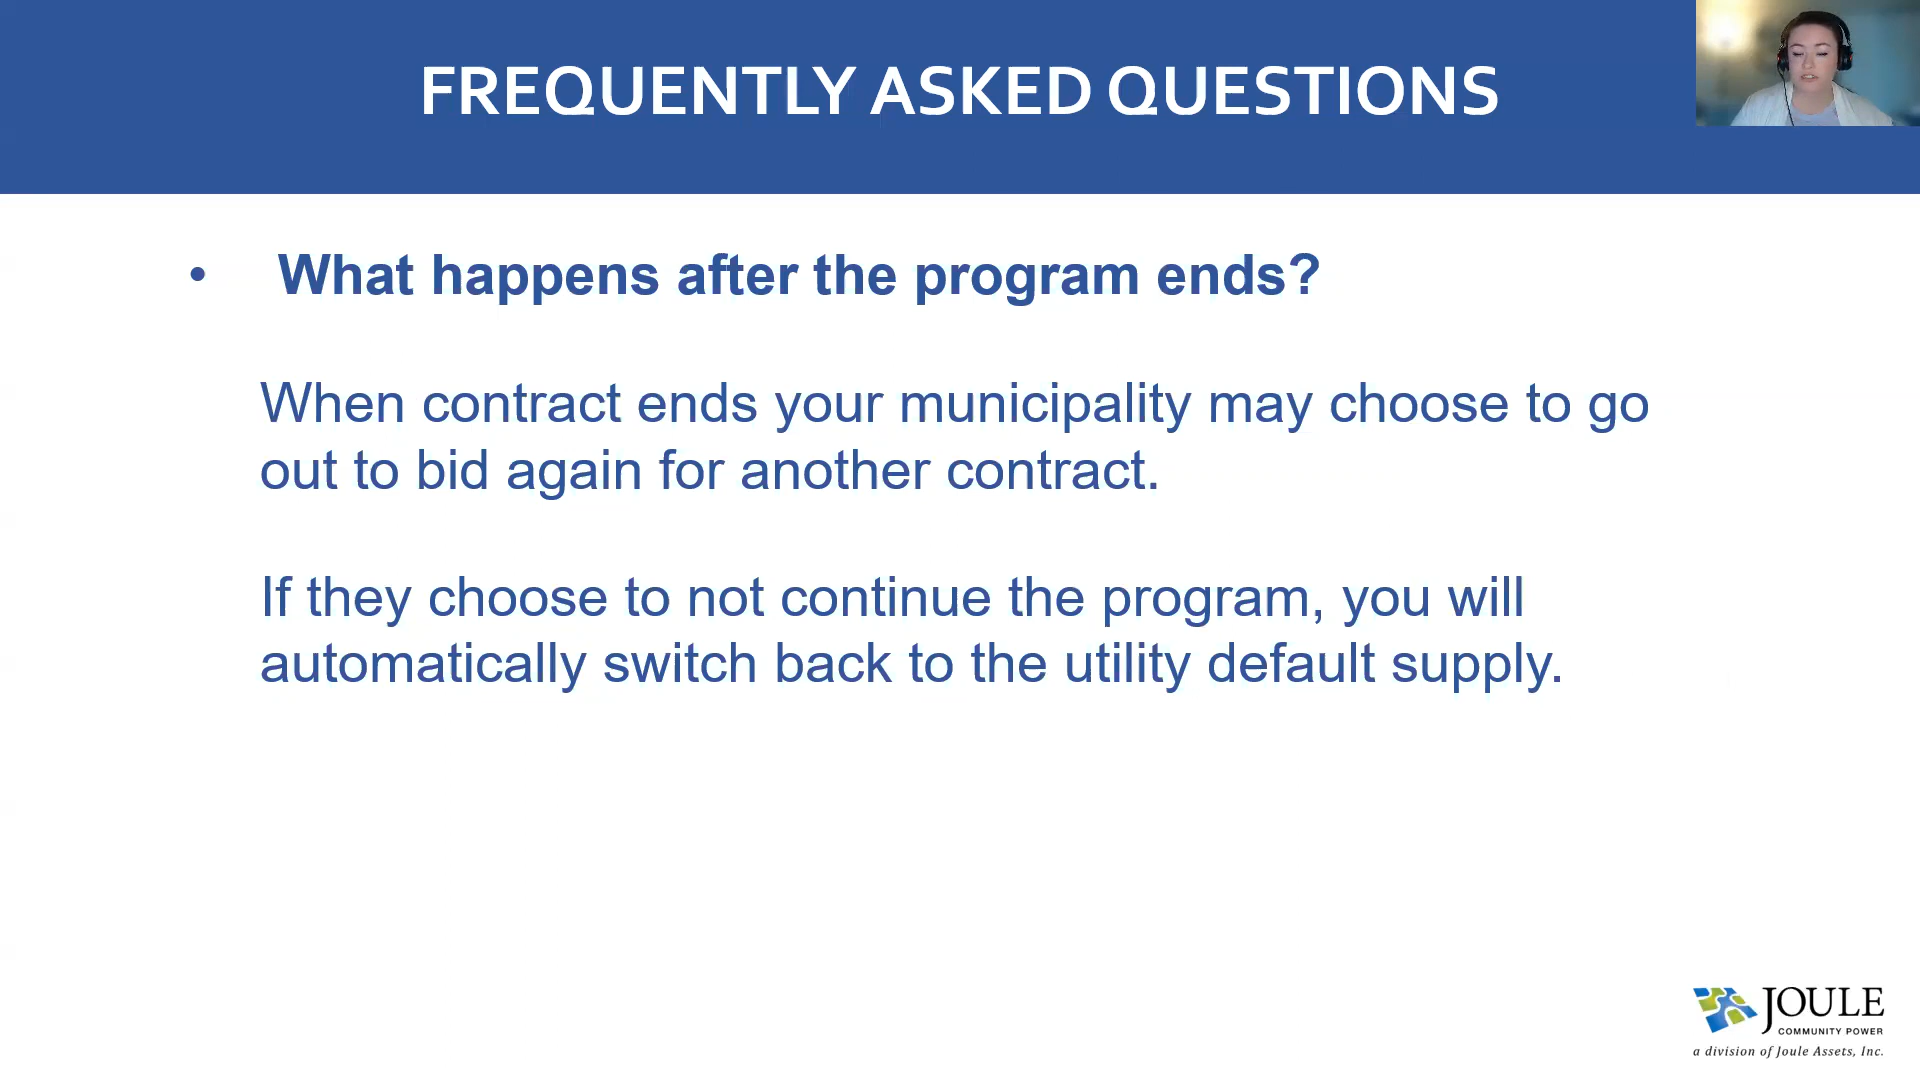 FREQUENTLY ASKED QUESTIONS
• What happens after the program ends?
When contract ends your municipality may choose to go
out to bid again for another contract.
If they choose to not continue the program, you will
automatically switch back to the utility default supply.
JOULE
COMMUNITY POWER
a division of Joule Assets, Inc.